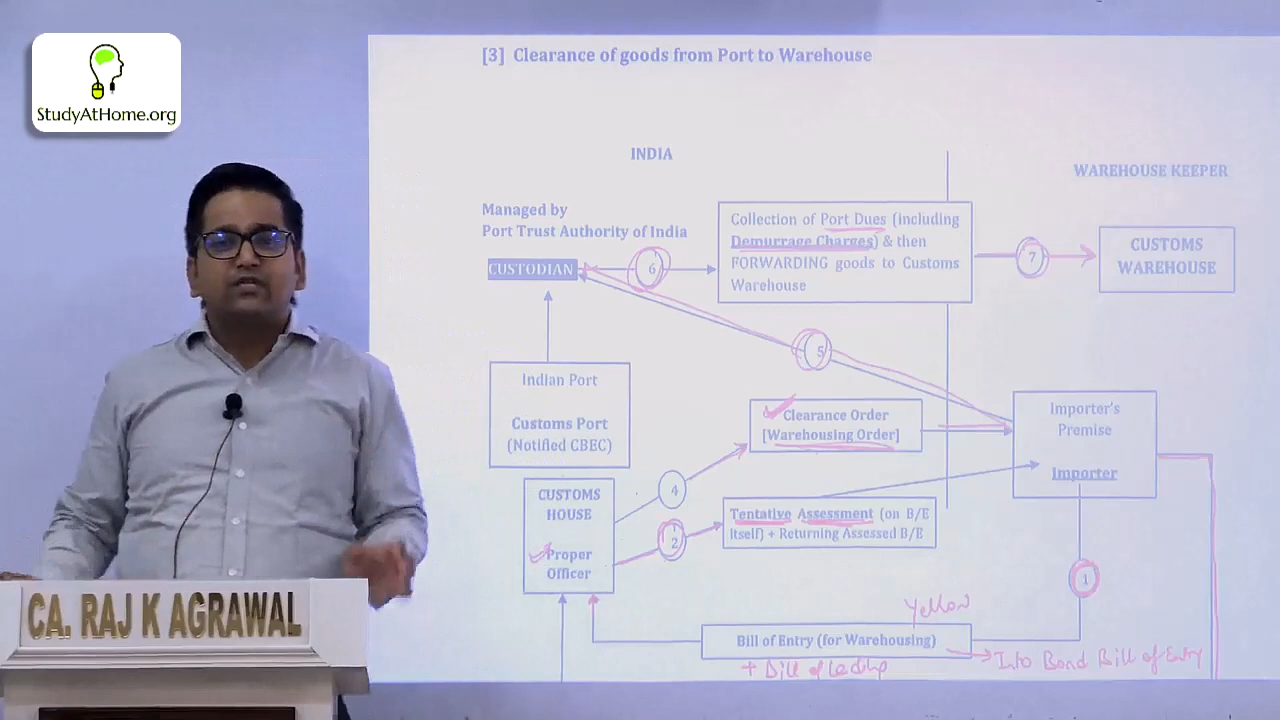 StudyAtHome.org
[3] Clearance of goods from Port to Warehouse
INDIA
WAREHOUSE KEEPER
Managed by
Port Trust Authority of India
CUSTODIAN
6
Collection of Port Dues (including
Demurrage Charges) & then
FORWARDING goods to Customs
Warehouse
7
CUSTOMS
WAREHOUSE
5
Indian Port
Customs Port
(Notified CBEC)
Clearance Order
[Warehousing Order]
Importer's
Premise
Importer
CUSTOMS
HOUSE
Proper
Officer
4
2
Tentative Assessment (on B/E
itself) + Returning Assessed B/E
1
Yellow
Bill of Entry (for Warehousing)
Into Bond Bill of Entry
+ Bill of Lading
CA. RAJ K AGRAWAL